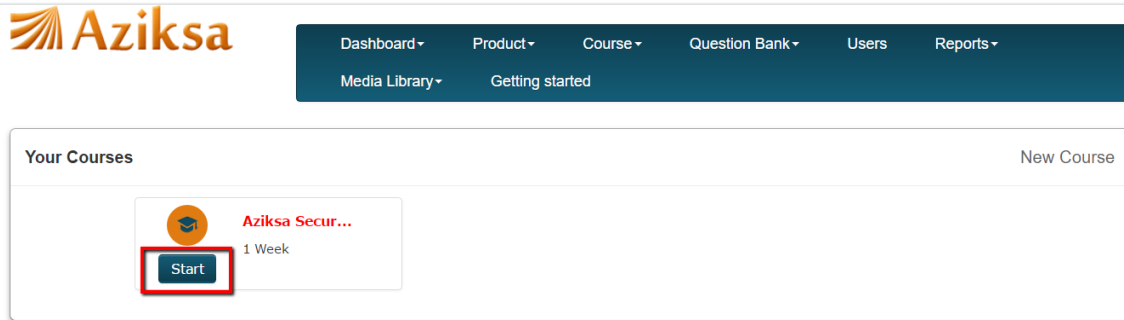 Aziksa
Dashboard Product Course Question Bank Users Reports
Media Library Getting started
Your Courses New Course
Aziksa Secur...
1 Week
Start